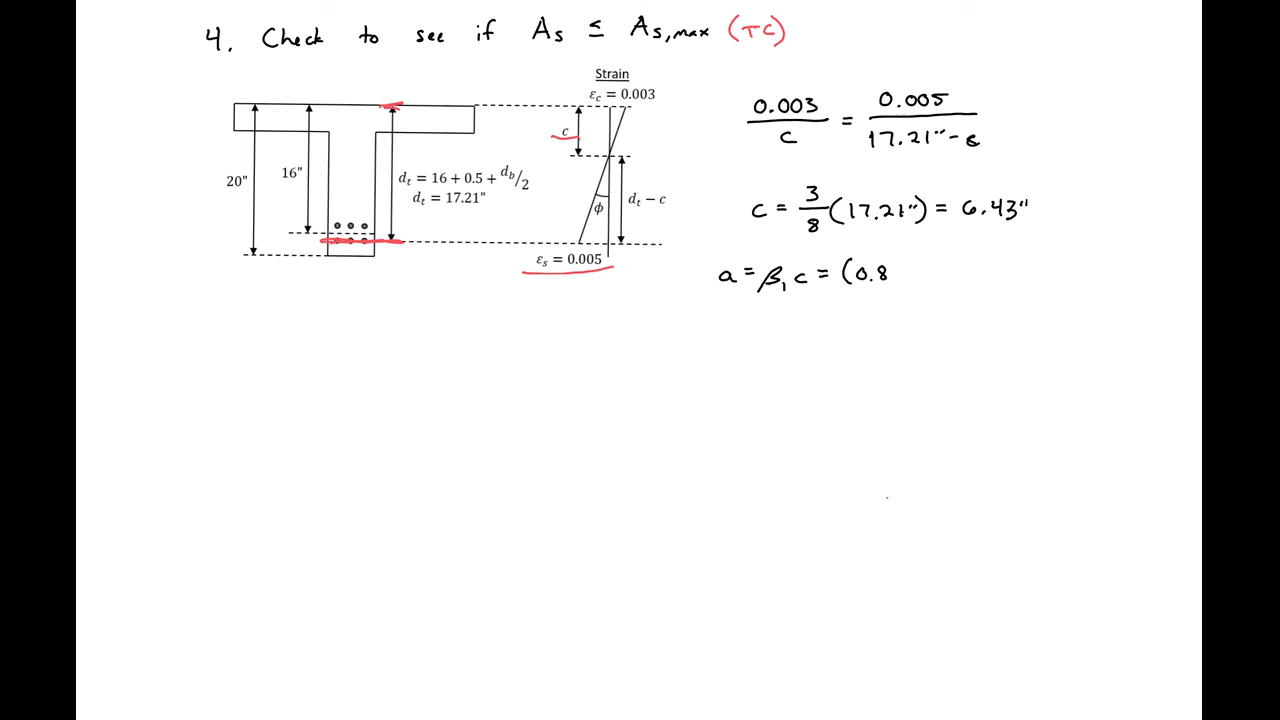 4. Check to see if As ≤ As,max (TC)
Strain
εc = 0.003
c
20"
16"
dt = 16 + 0.5 + db/2
dt = 17.21"
dt − c
ϕ
εs = 0.005
0.003/c = 0.005/17.21"-c
c = 3/8 (17.21") = 6.43"
a = β1 c = (0.8